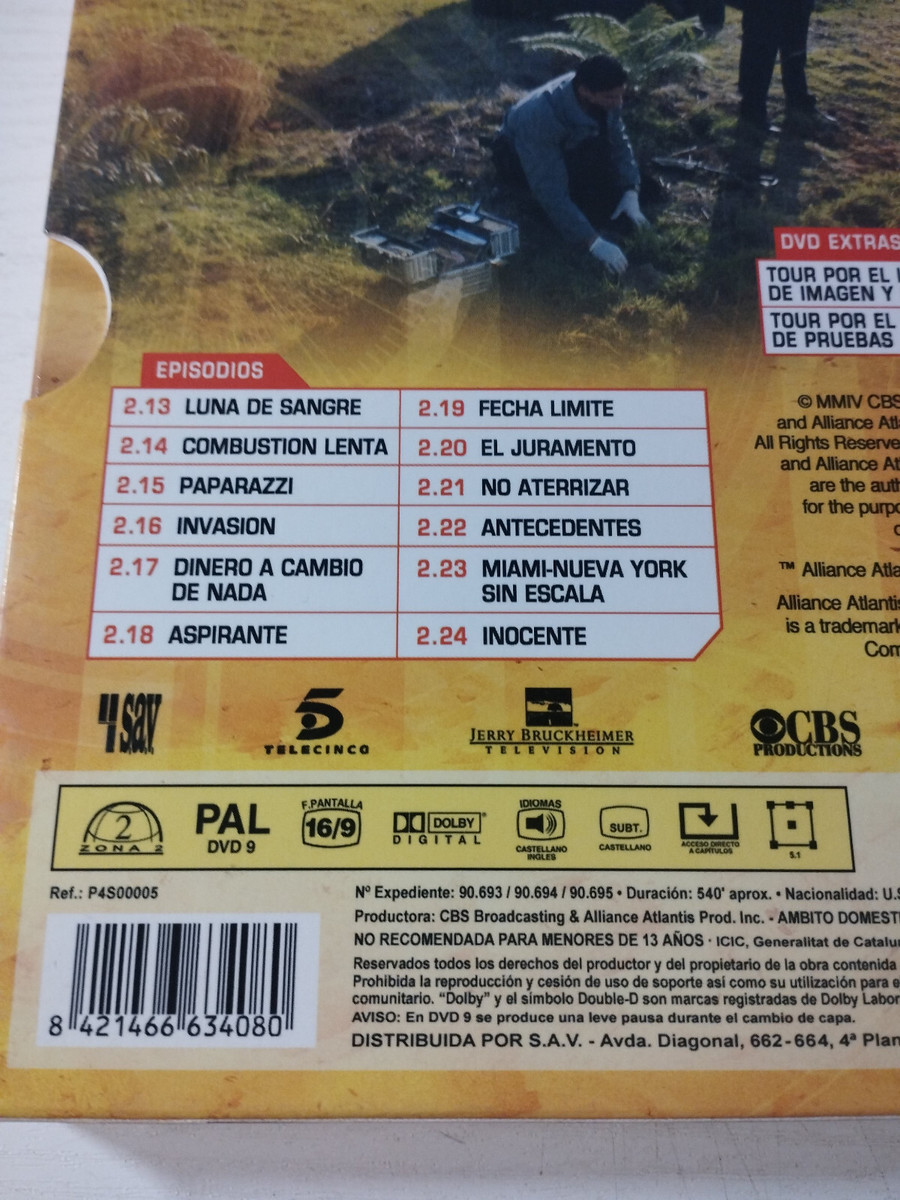 DVD EXTRAS
TOUR POR EL
DE IMAGEN Y
TOUR POR EL
DE PRUEBAS
EPISODIOS
2.13 LUNA DE SANGRE
2.14 COMBUSTION LENTA
2.15 PAPARAZZI
2.16 INVASION
2.17 DINERO A CAMBIO
DE NADA
2.18 ASPIRANTE
2.19 FECHA LIMITE
2.20 EL JURAMENTO
2.21 NO ATERRIZAR
2.22 ANTECEDENTES
2.23 MIAMI-NUEVA YORK
SIN ESCALA
2.24 INOCENTE
© MMIV CBS
and Alliance
All Rights
and Alliance
are the
for the
™ Alliance
Alliance
is a
sav
5
TELECINCO
JERRY BRUCKHEIMER
TELEVISION
CBS
PRODUCTIONS
2
ZONA 2
PAL
DVD 9
F.PANTALLA
16/9
DOLBY
DIGITAL
IDIOMAS
CASTELLANO
INGLES
SUBT.
CASTELLANO
ACCESO DIRECTO
A CAPITULOS
5.1
Ref.: P4S00005
8 421466 634080
Nº Expediente: 90.693 / 90.694 / 90.695 • Duración: 540' aprox. • Nacionalidad:
Productora: CBS Broadcasting & Alliance Atlantis Prod. Inc. - AMBITO
NO RECOMENDADA PARA MENORES DE 13 AÑOS · ICIC, Generalitat de
Reservados todos los derechos del productor y del propietario de la obra contenida
Prohibida la reproducción y cesión de uso de soporte así como su utilización para
comunitario. "Dolby" y el símbolo Double-D son marcas registradas de Dolby
AVISO: En DVD 9 se produce una leve pausa durante el cambio de capa.
DISTRIBUIDA POR S.A.V. - Avda. Diagonal, 662-664, 4ª